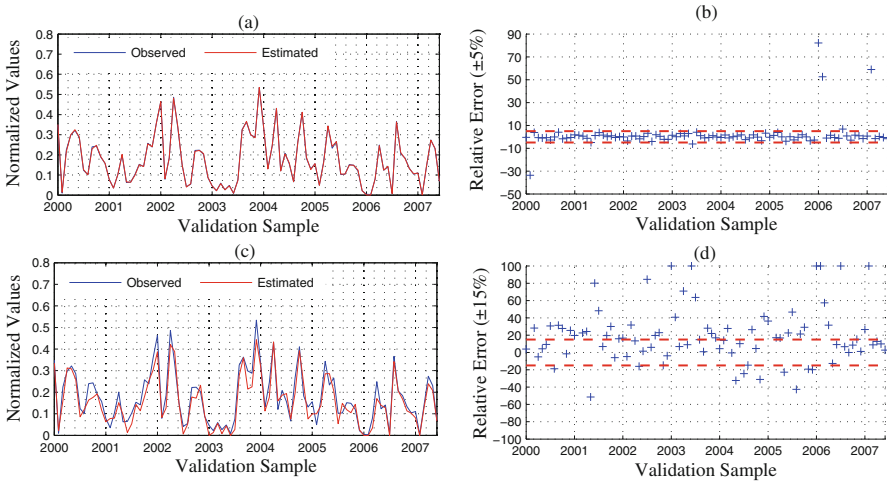 (a)
Normalized Values
0.8
0.7
0.6
0.5
0.4
0.3
0.2
0.1
0
Observed
Estimated
2000 2001 2002 2003 2004 2005 2006 2007
Validation Sample
(b)
Relative Error (±5%)
90
70
50
30
10
−10
−30
−50
2000 2001 2002 2003 2004 2005 2006 2007
Validation Sample
(c)
Normalized Values
0.8
0.7
0.6
0.5
0.4
0.3
0.2
0.1
0
Observed
Estimated
2000 2001 2002 2003 2004 2005 2006 2007
Validation Sample
(d)
Relative Error (±15%)
100
80
60
40
20
0
−20
−40
−60
−80
−100
2000 2001 2002 2003 2004 2005 2006 2007
Validation Sample